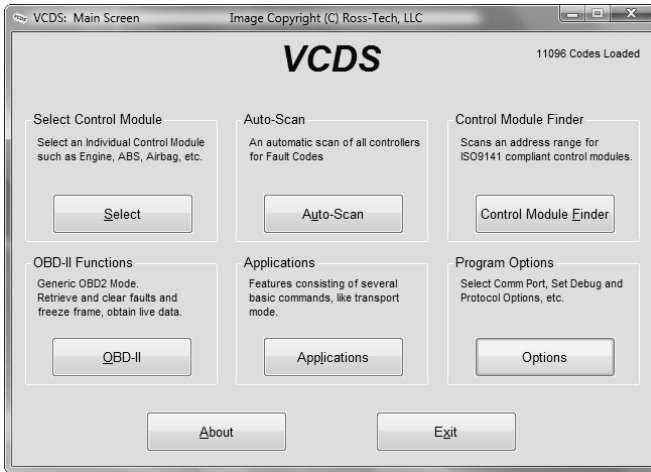 VCDS: Main Screen
Image Copyright (C) Ross-Tech, LLC
VCDS
11096 Codes Loaded
Select Control Module
Select an Individual Control Module
such as Engine, ABS, Airbag, etc.
Select
Auto-Scan
An automatic scan of all controllers
for Fault Codes
Auto-Scan
Control Module Finder
Scans an address range for
ISO9141 compliant control modules.
Control Module Finder
OBD-II Functions
Generic OBD2 Mode.
Retrieve and clear faults and
freeze frame, obtain live data.
OBD-II
Applications
Features consisting of several
basic commands, like transport
mode.
Applications
Program Options
Select Comm Port, Set Debug and
Protocol Options, etc.
Options
About
Exit